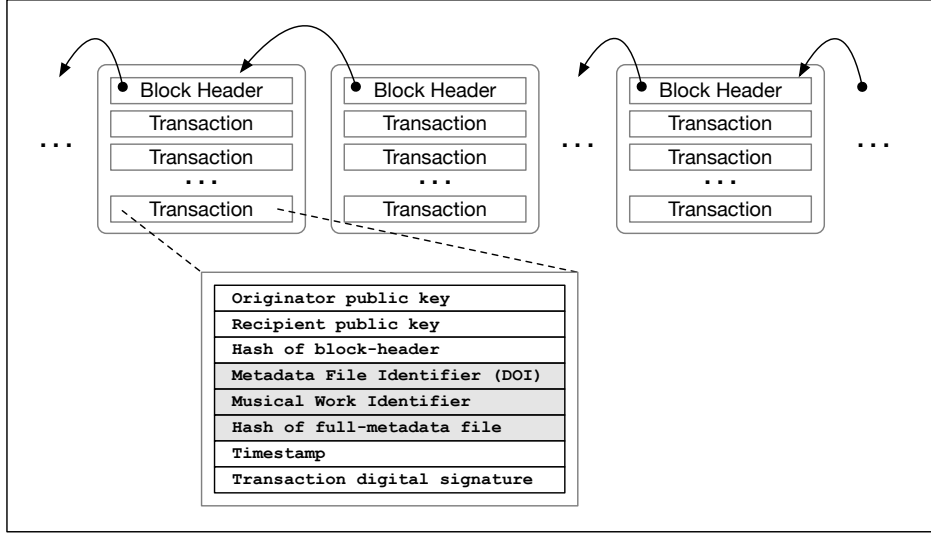 Block Header
Transaction
Transaction
...
Transaction
Block Header
Transaction
Transaction
...
Transaction
Block Header
Transaction
Transaction
...
Transaction
...
...
...
Originator public key
Recipient public key
Hash of block-header
Metadata File Identifier (DOI)
Musical Work Identifier
Hash of full-metadata file
Timestamp
Transaction digital signature